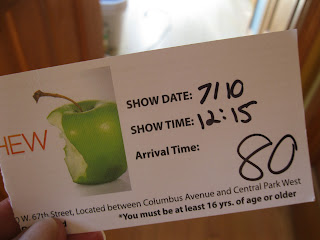 HEW
SHOW DATE: 7/10
SHOW TIME: 12:15
Arrival Time:
80
W. 67th Street, Located between Columbus Avenue and Central Park West
*You must be at least 16 yrs. of age or older